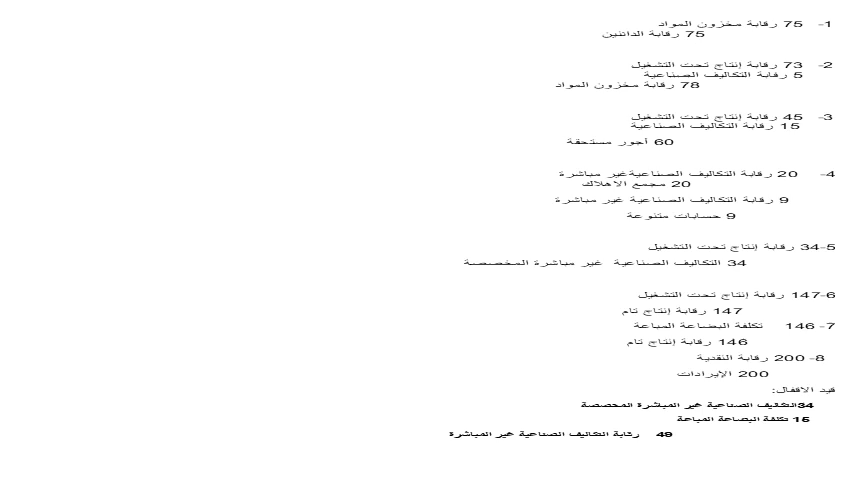 1- 75 رقابة مخزون المواد
75 رقابة الدائنين
2- 73 رقابة إنتاج تحت التشغيل
5 رقابة التكاليف الصناعية
78 رقابة مخزون المواد
3- 45 رقابة إنتاج تحت التشغيل
15 رقابة التكاليف الصناعية
60 أجور مستحقة
4- 20 رقابة التكاليف الصناعيةغير مباشرة
20 مجمع الاهلاك
9 رقابة التكاليف الصناعية غير مباشرة
9 حسابات متنوعة
5-34 رقابة إنتاج تحت التشغيل
34 التكاليف الصناعية غير مباشرة المخصصة
6-147 رقابة إنتاج تحت التشغيل
147 رقابة إنتاج تام
7- 146 تكلفة البضاعة المباعة
146 رقابة إنتاج تام
8- 200 رقابة النقدية
200 الإيرادات
قيد الاقفال:
34التكاليف الصناعية غير المباشرة المخصصة
15 تكلفة البضاعة المباعة
49 رقابة التكاليف الصناعية غير المباشرة